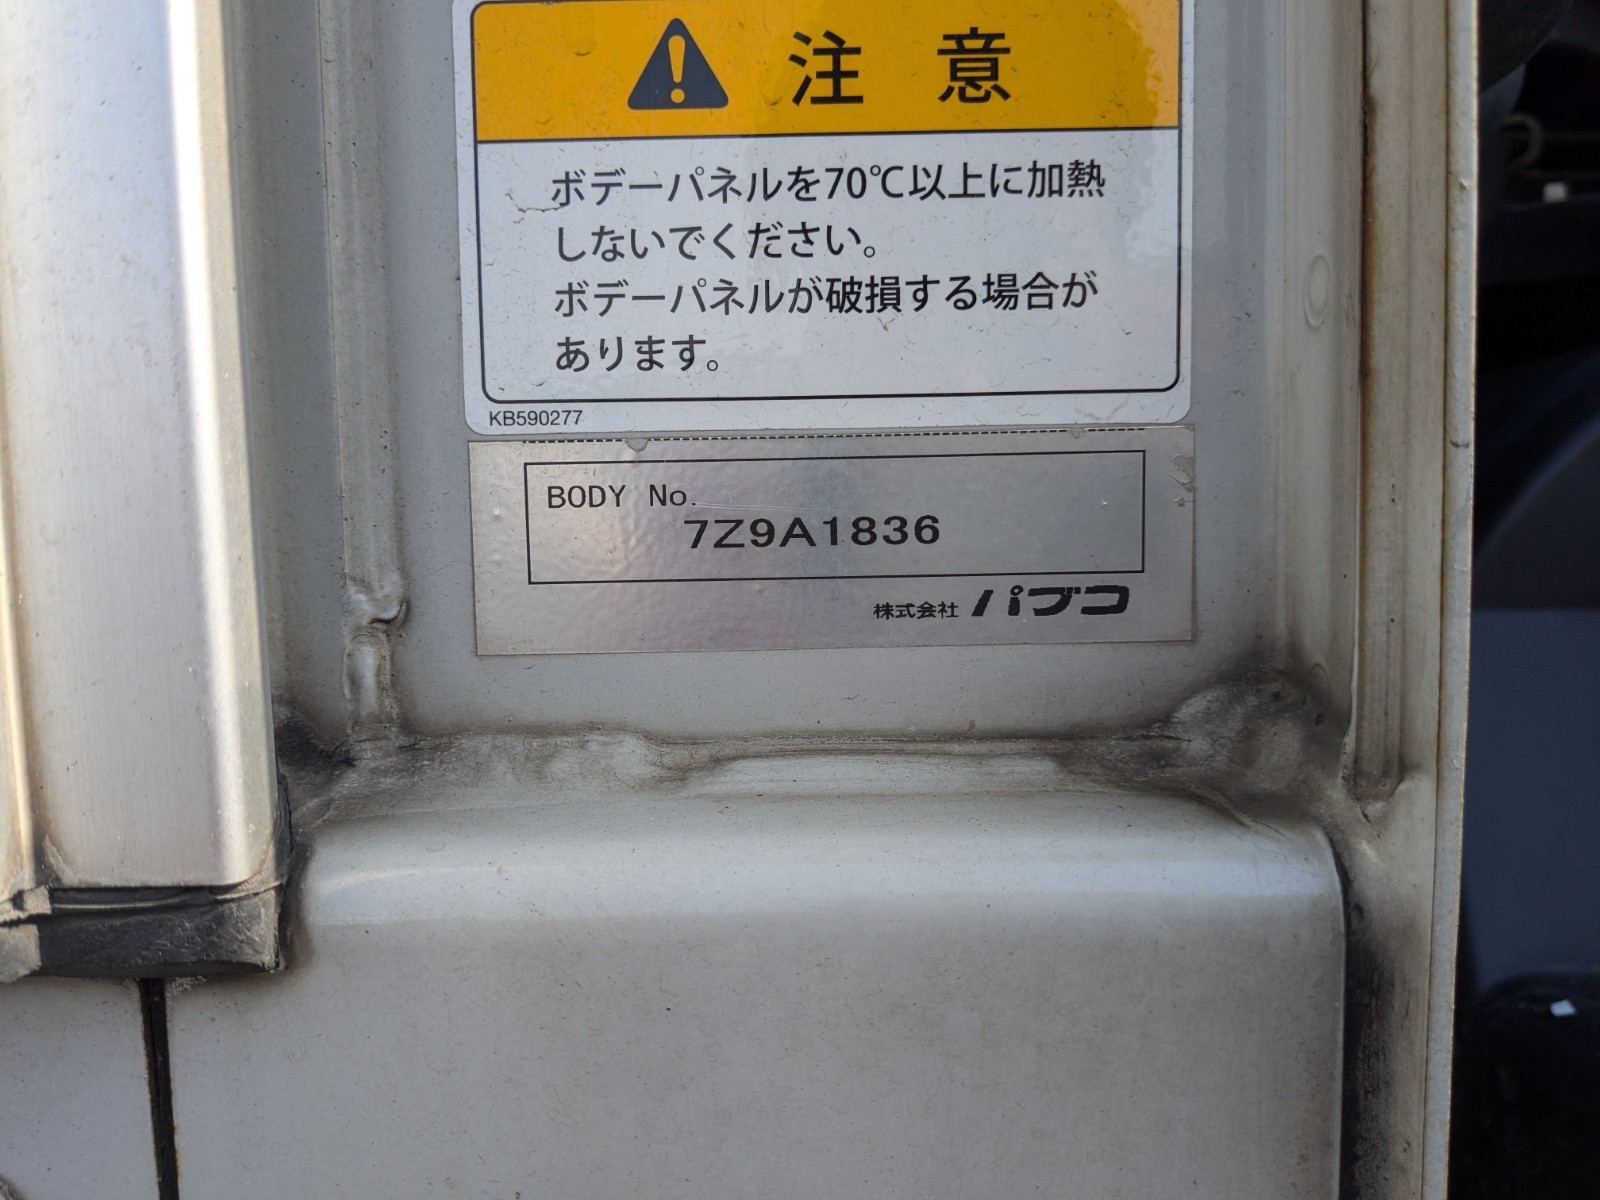 注 意
ボデーパネルを70℃以上に加熱
しないでください。
ボデーパネルが破損する場合が
あります。
KB590277
BODY No.
7Z9A1836
株式会社 パブコ